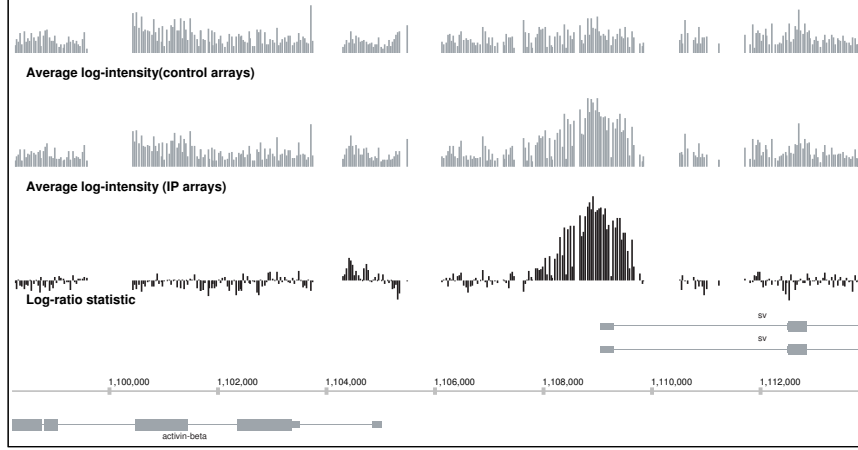 Average log-intensity(control arrays)
Average log-intensity (IP arrays)
Log-ratio statistic
sv
sv
1,100,000 1,102,000 1,104,000 1,106,000 1,108,000 1,110,000 1,112,000
activin-beta